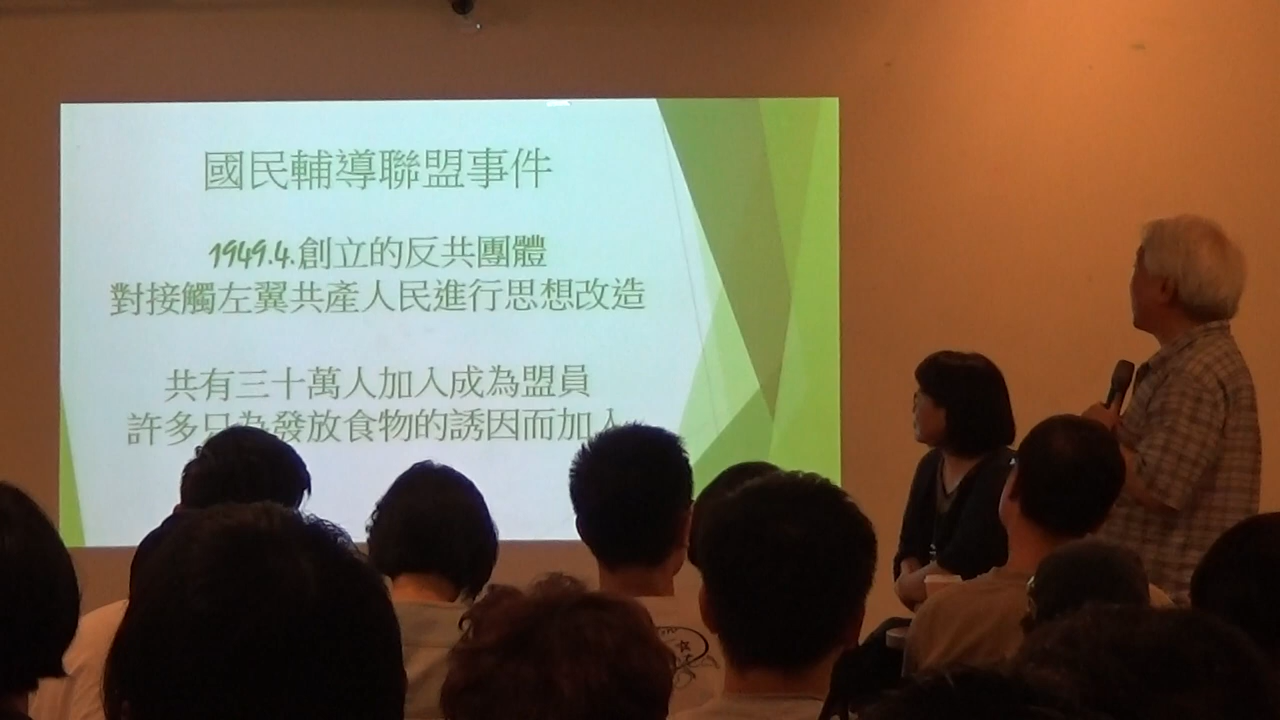 國民輔導聯盟事件
1949.4.創立的反共團體
對接觸左翼共產人民進行思想改造
共有三十萬人加入成為盟員
許多只為發放食物的誘因而加入